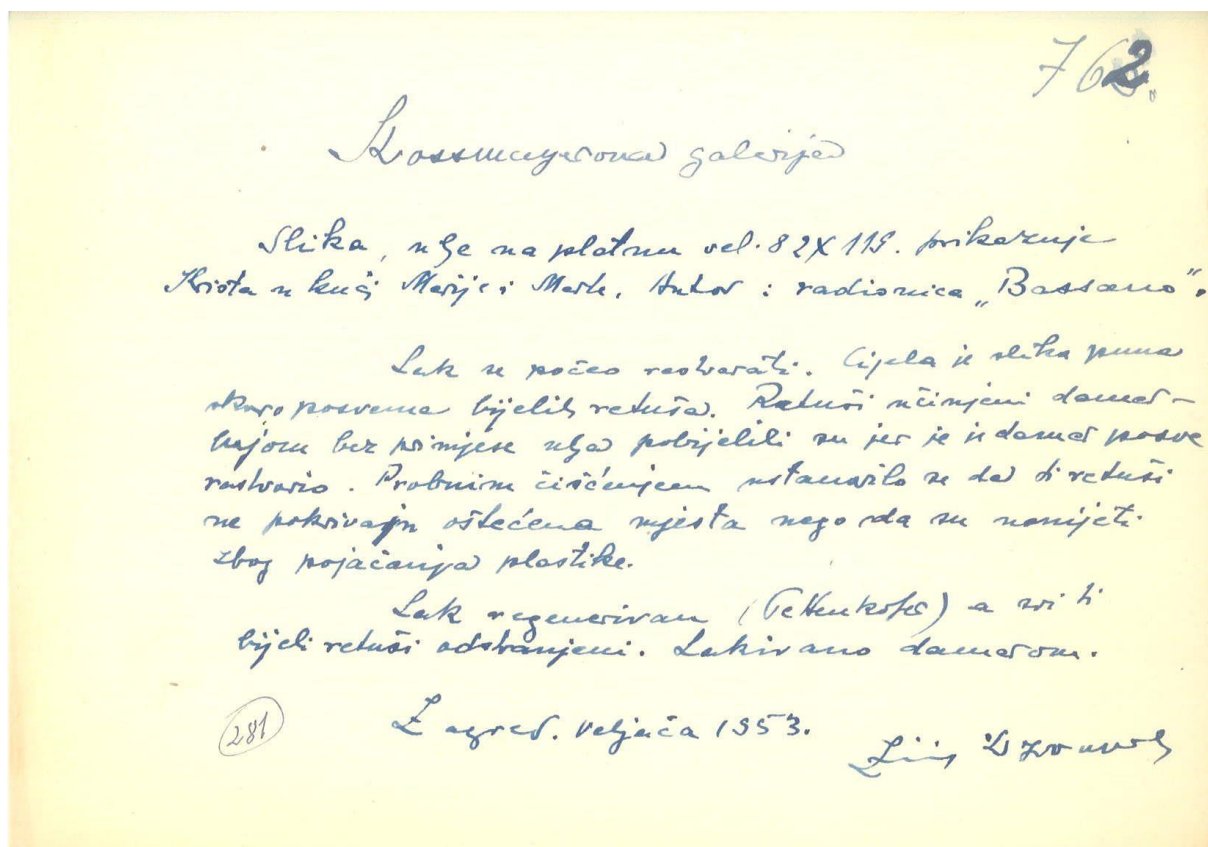 762.
Strossmayerova galerija
Slika, ulje na platnu vel. 82X119. prikazuje
Krista u kući Marije i Marte. Autor : radionica „Bassano“.
Lak se počeo rastvarati. Cijela je slika puna
skoro posvema bijelih retuša. Retuši učinjeni damar-
bojom bez primjese ulja pobijelili su jer je se damar posve
rastvorio. Probnim čišćenjem ustanovilo se da ti retuši
ne pokrivaju oštećena mjesta nego da su nanijeti
zbog pojačanja plastike.
Lak regeneriran (Pettenkofer) a svi ti
bijeli retuši odstranjeni. Lakirano damarom.
Zagreb. veljača 1953.
281